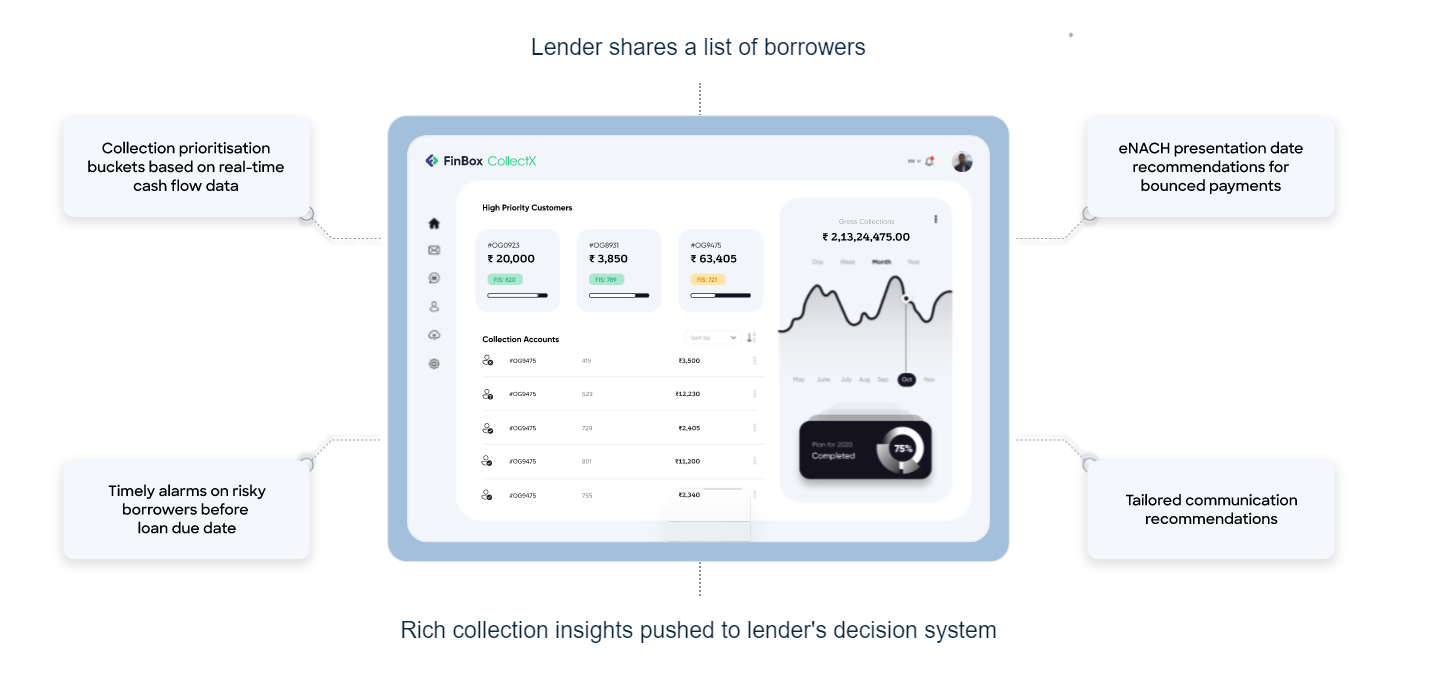 Lender shares a list of borrowers
Collection prioritisation
buckets based on real-time
cash flow data
eNACH presentation date
recommendations for
bounced payments
FinBox CollectX
High Priority Customers
#OG0923
₹ 20,000
FIS: 820
#OG8931
₹ 3,850
FIS: 789
#OG9475
₹ 63,405
FIS: 721
Gross Collections
₹ 2,13,24,475.00
Day Week Month Year
May June July Aug Sep Oct Nov
Plan for 2020
Completed
75%
Collection Accounts
Sort by
#OG9475 419 ₹3,500
#OG9475 523 ₹12,230
#OG9475 729 ₹2,405
#OG9475 801 ₹11,200
#OG9475 755 ₹2,340
Timely alarms on risky
borrowers before
loan due date
Tailored communication
recommendations
Rich collection insights pushed to lender's decision system